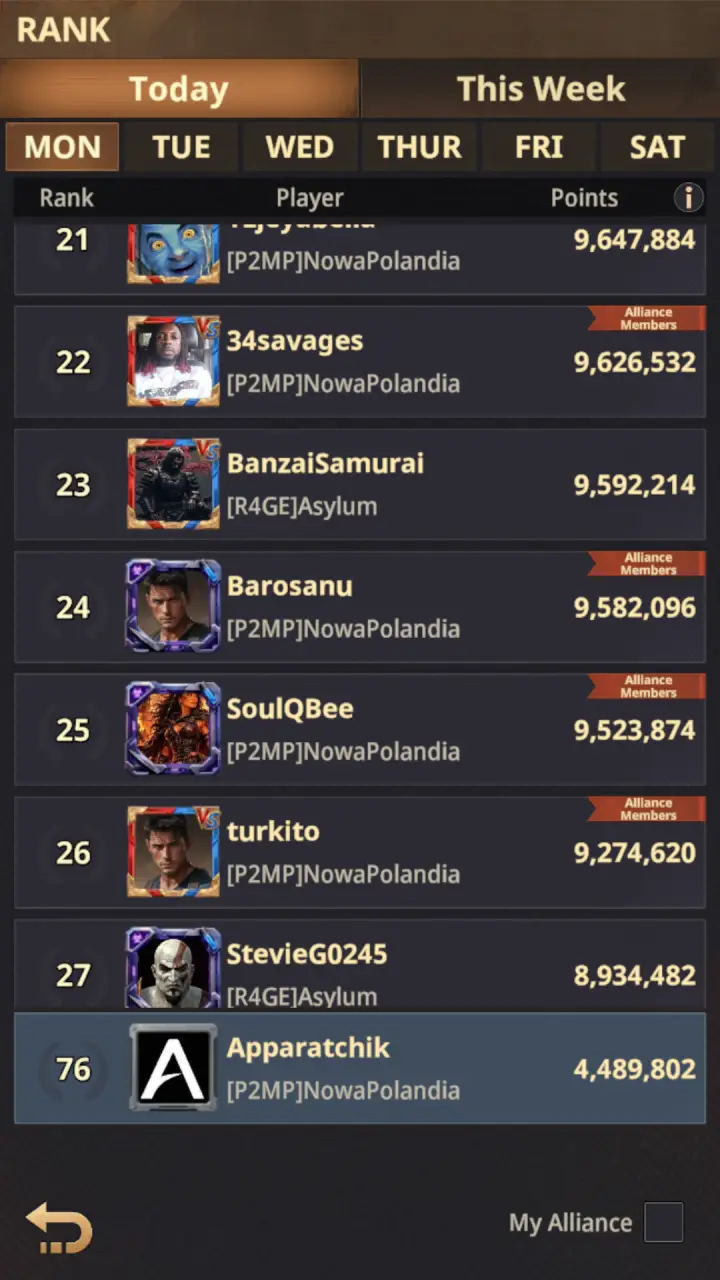 RANK
Today
This Week
MON
TUE
WED
THUR
FRI
SAT
Rank
Player
Points
21
[P2MP]NowaPolandia
9,647,884
Alliance
Members
22
34savages
[P2MP]NowaPolandia
9,626,532
23
BanzaiSamurai
[R4GE]Asylum
9,592,214
Alliance
Members
24
Barosanu
[P2MP]NowaPolandia
9,582,096
Alliance
Members
25
SoulQBee
[P2MP]NowaPolandia
9,523,874
Alliance
Members
26
turkito
[P2MP]NowaPolandia
9,274,620
27
StevieG0245
[R4GE]Asylum
8,934,482
76
Apparatchik
[P2MP]NowaPolandia
4,489,802
My Alliance